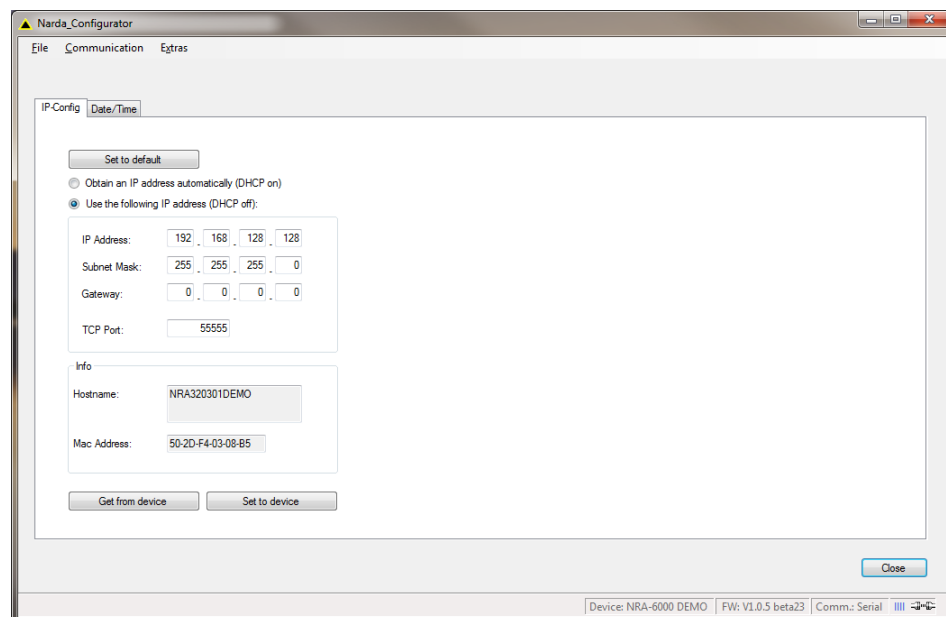 Narda_Configurator
File Communication Extras
IP-Config Date/Time
Set to default
Obtain an IP address automatically (DHCP on)
Use the following IP address (DHCP off):
IP Address: 192 . 168 . 128 . 128
Subnet Mask: 255 . 255 . 255 . 0
Gateway: 0 . 0 . 0 . 0
TCP Port: 55555
Info
Hostname: NRA320301DEMO
Mac Address: 50-2D-F4-03-08-B5
Get from device Set to device
Close
Device: NRA-6000 DEMO FW: V1.0.5 beta23 Comm.: Serial